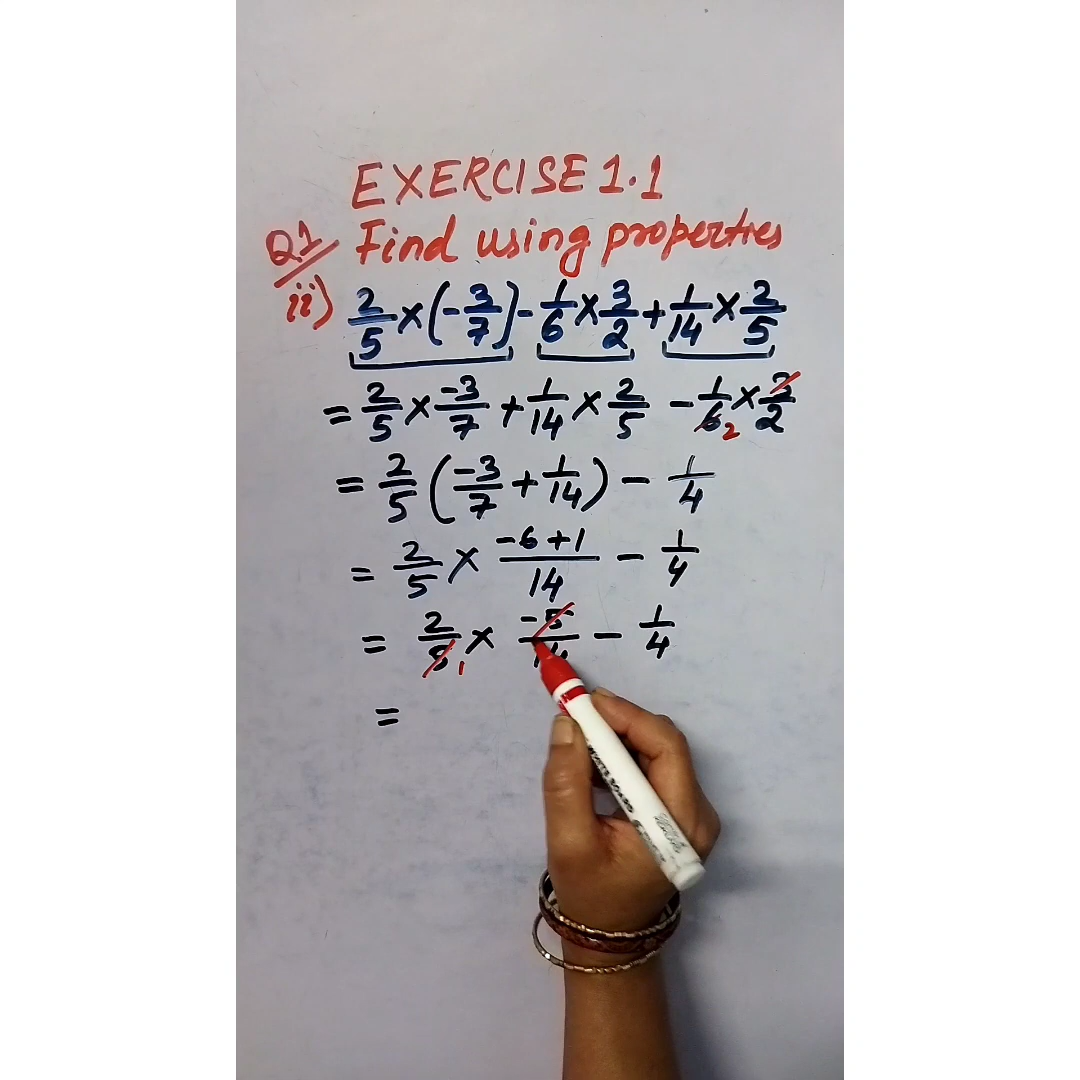 EXERCISE 1.1
Q1 Find using properties
ii) 2/5 × (-3/7) - 1/6 × 3/2 + 1/14 × 2/5
= 2/5 × -3/7 + 1/14 × 2/5 - 1/6 2 × 3/2
= 2/5 (-3/7 + 1/14) - 1/4
= 2/5 × -6+1/14 - 1/4
= 2/5 1 × -5/14 - 1/4
=